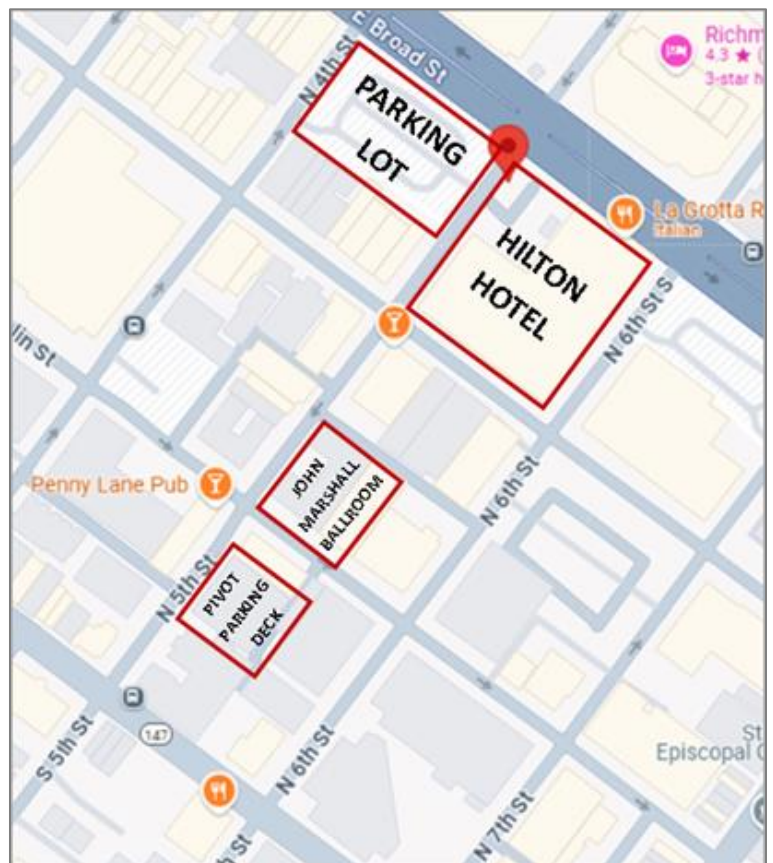 E Broad St
N 4th St
Richm
4.3 ★ (
3-star h
PARKING
LOT
La Grotta R
Italian
HILTON
HOTEL
N 6th St S
lin St
Penny Lane Pub
JOHN
MARSHALL
BALLROOM
N 6th St
N 5th St
PIVOT
PARKING
DECK
147
S 5th St
N 6th St
St
Episcopal C
N 7th St
h St